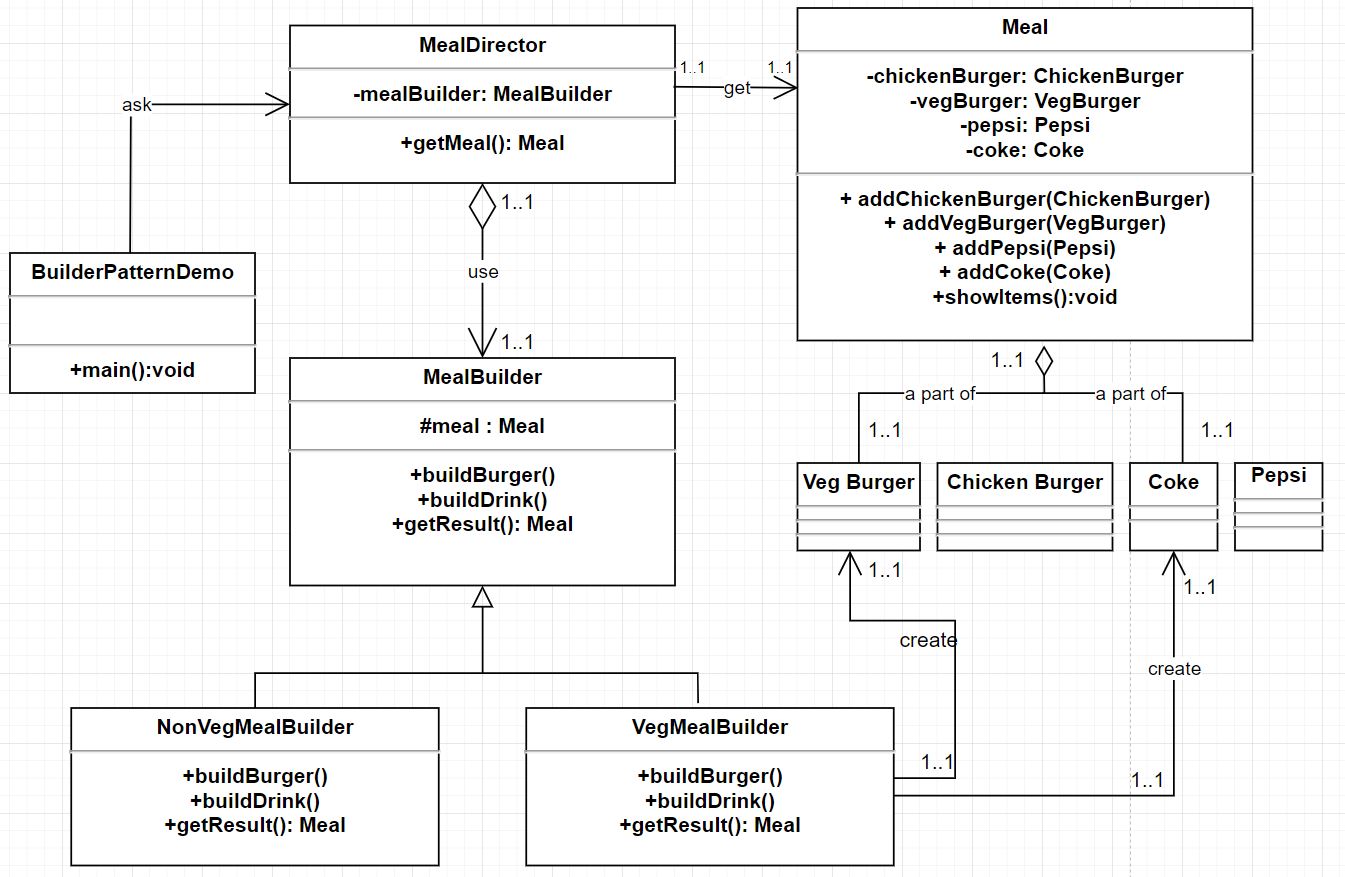 MealDirector
-mealBuilder: MealBuilder
+getMeal(): Meal
1..1
1..1
get
Meal
-chickenBurger: ChickenBurger
-vegBurger: VegBurger
-pepsi: Pepsi
-coke: Coke
+ addChickenBurger(ChickenBurger)
+ addVegBurger(VegBurger)
+ addPepsi(Pepsi)
+ addCoke(Coke)
+showItems():void
ask
BuilderPatternDemo
+main():void
1..1
use
1..1
MealBuilder
#meal : Meal
+buildBurger()
+buildDrink()
+getResult(): Meal
1..1
a part of
a part of
1..1
1..1
Veg Burger
Chicken Burger
Coke
Pepsi
1..1
1..1
create
create
1..1
1..1
NonVegMealBuilder
+buildBurger()
+buildDrink()
+getResult(): Meal
VegMealBuilder
+buildBurger()
+buildDrink()
+getResult(): Meal